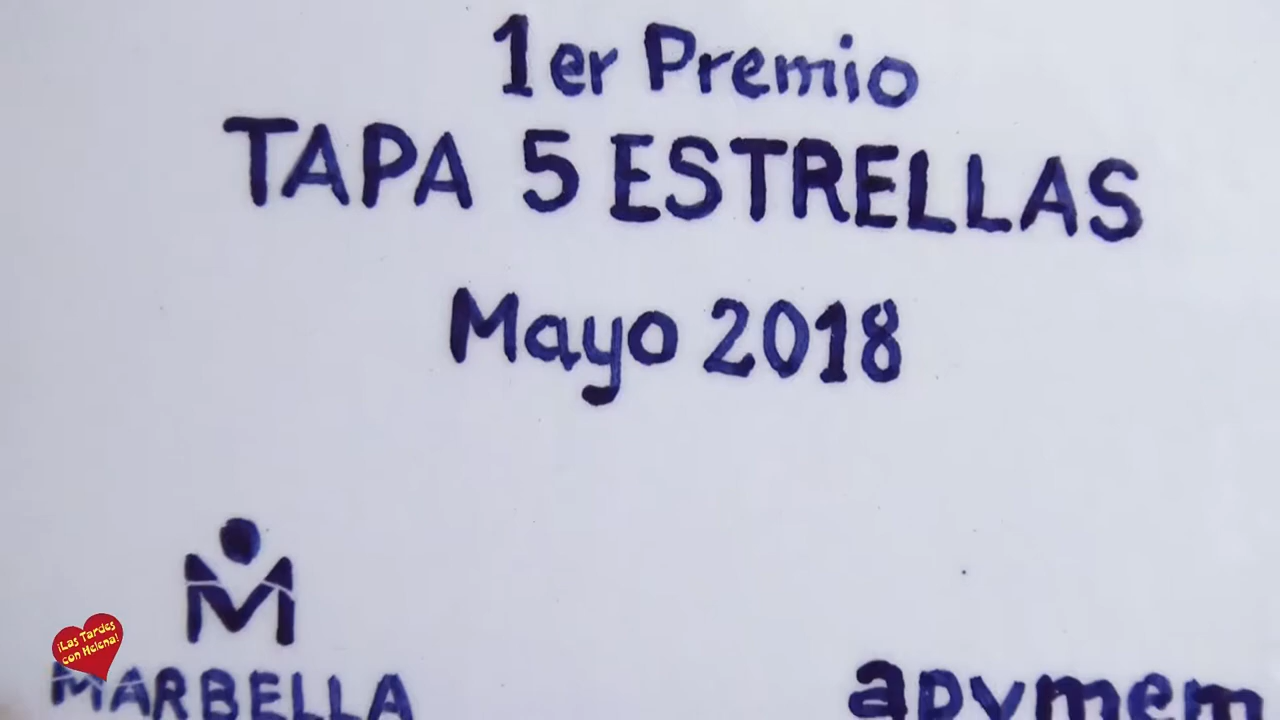 1er Premio
TAPA 5 ESTRELLAS
Mayo 2018
¡Las Tardes
con Helena!
MARBELLA
apymem